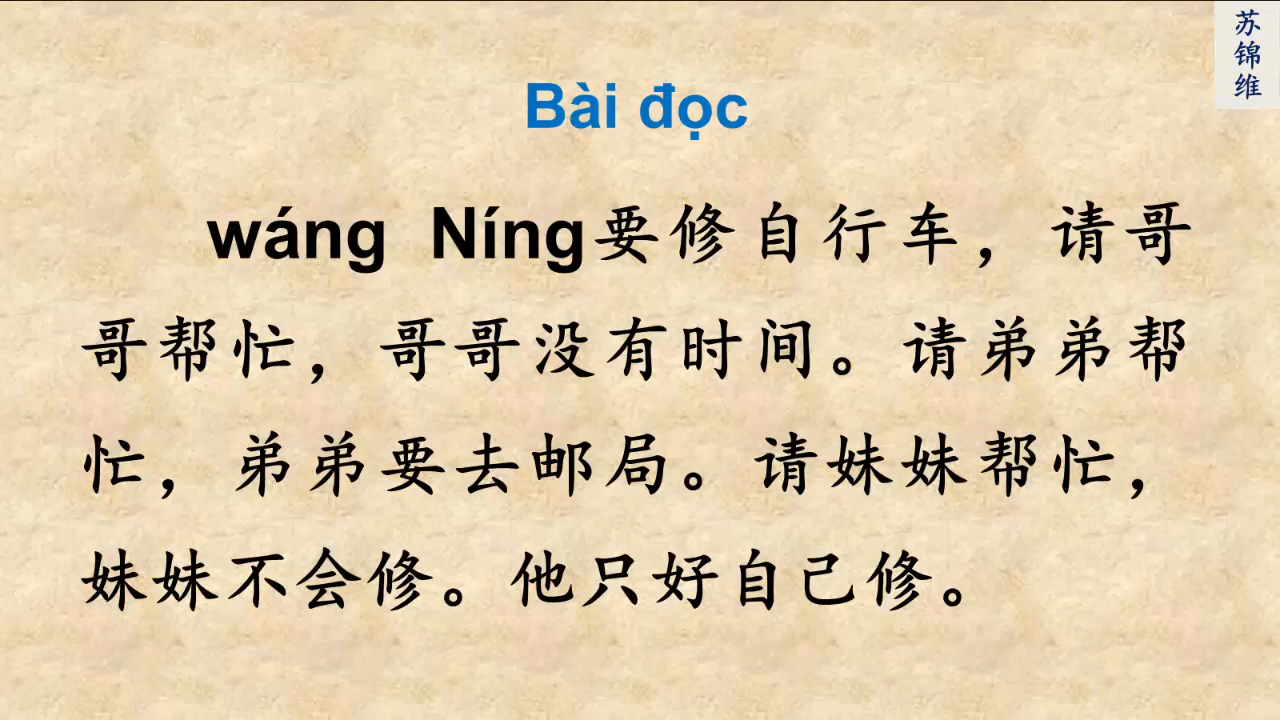 苏锦维
Bài đọc
wáng Níng要修自行车，请哥
哥帮忙，哥哥没有时间。请弟弟帮
忙，弟弟要去邮局。请妹妹帮忙，
妹妹不会修。他只好自己修。